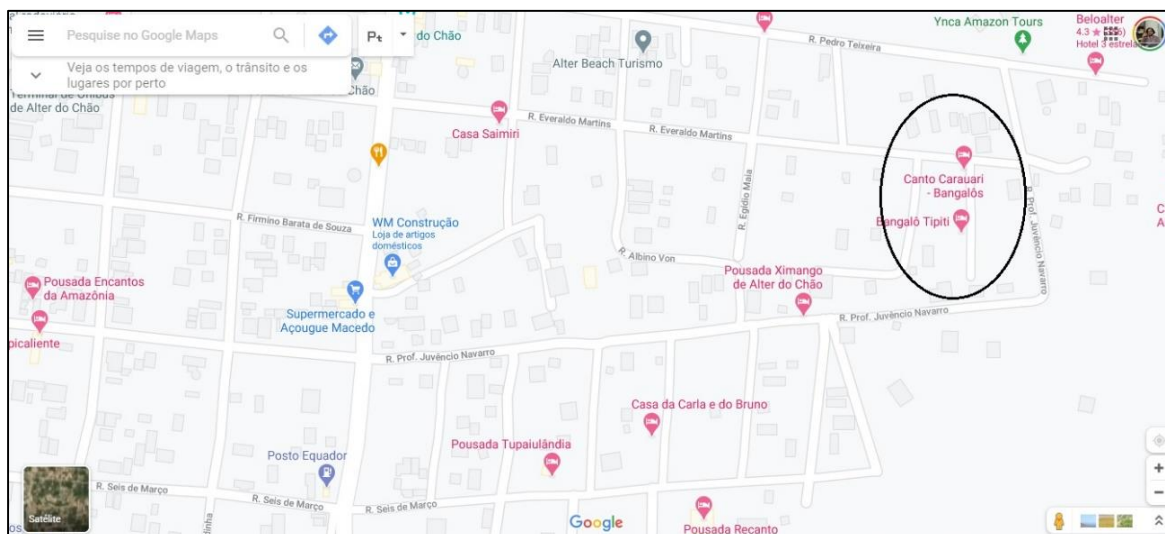 Pesquise no Google Maps
Veja os tempos de viagem, o trânsito e os
lugares por perto
do Chão
Chão
de Alter do Chão
Alter Beach Turismo
Ynca Amazon Tours
Beloalter
4.3 ★
Hotel 3 estrelas
R. Pedro Teixeira
Casa Saimiri
R. Everaldo Martins
R. Everaldo Martins
Canto Carauari
- Bangalôs
Bangalô Tipiti
R. Egídio Maia
R. Prof. Juvêncio Navarro
R. Firmino Barata de Souza
WM Construção
Loja de artigos
domésticos
R. Albino Von
Pousada Ximango
de Alter do Chão
Pousada Encantos
da Amazônia
Supermercado e
Açougue Macedo
R. Prof. Juvêncio Navarro
picaliente
R. Prof. Juvêncio Navarro
Casa da Carla e do Bruno
Pousada Tupaiulândia
Posto Equador
R. Seis de Março
R. Seis de Março
R. Seis de Março
Satélite
Google
Pousada Recanto